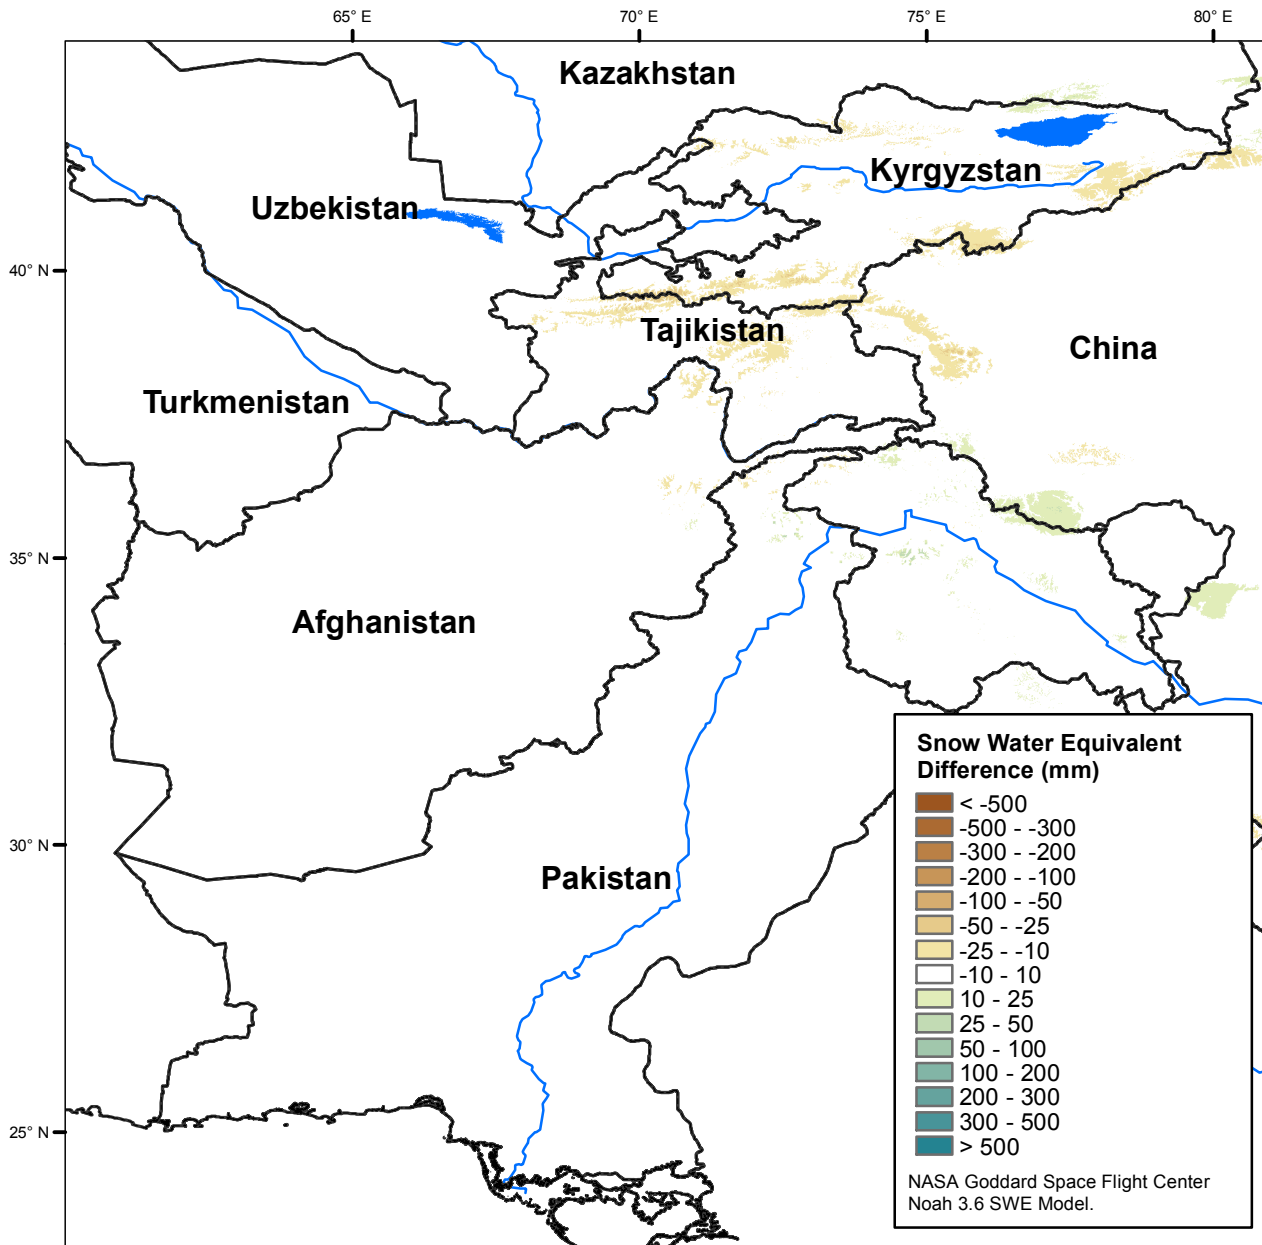 65° E
70° E
75° E
80° E
Kazakhstan
Kyrgyzstan
Uzbekistan
40° N
Tajikistan
China
Turkmenistan
35° N
Afghanistan
30° N
Pakistan
25° N
Snow Water Equivalent
Difference (mm)
< -500
-500 - -300
-300 - -200
-200 - -100
-100 - -50
-50 - -25
-25 - -10
-10 - 10
10 - 25
25 - 50
50 - 100
100 - 200
200 - 300
300 - 500
> 500
NASA Goddard Space Flight Center
Noah 3.6 SWE Model.